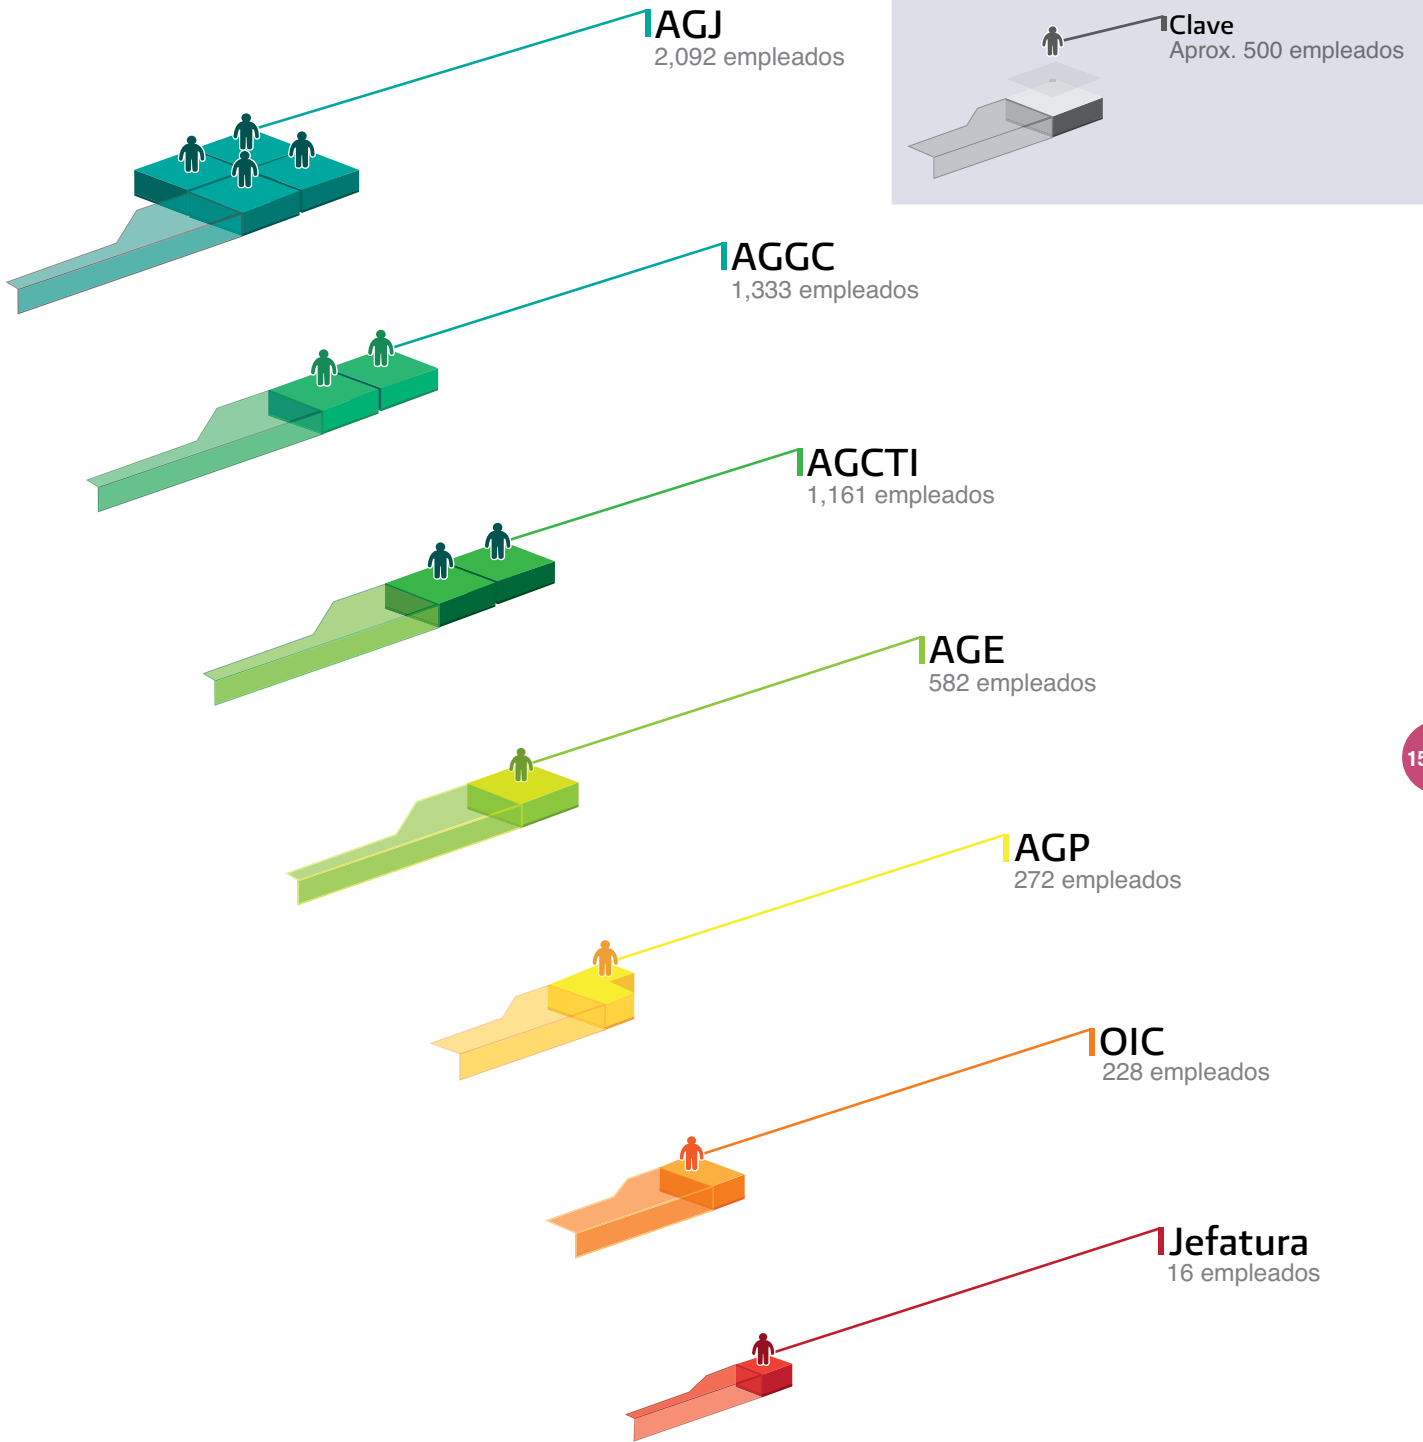 AGJ
2,092 empleados
Clave
Aprox. 500 empleados
AGGC
1,333 empleados
AGCTI
1,161 empleados
AGE
582 empleados
15
AGP
272 empleados
OIC
228 empleados
Jefatura
16 empleados